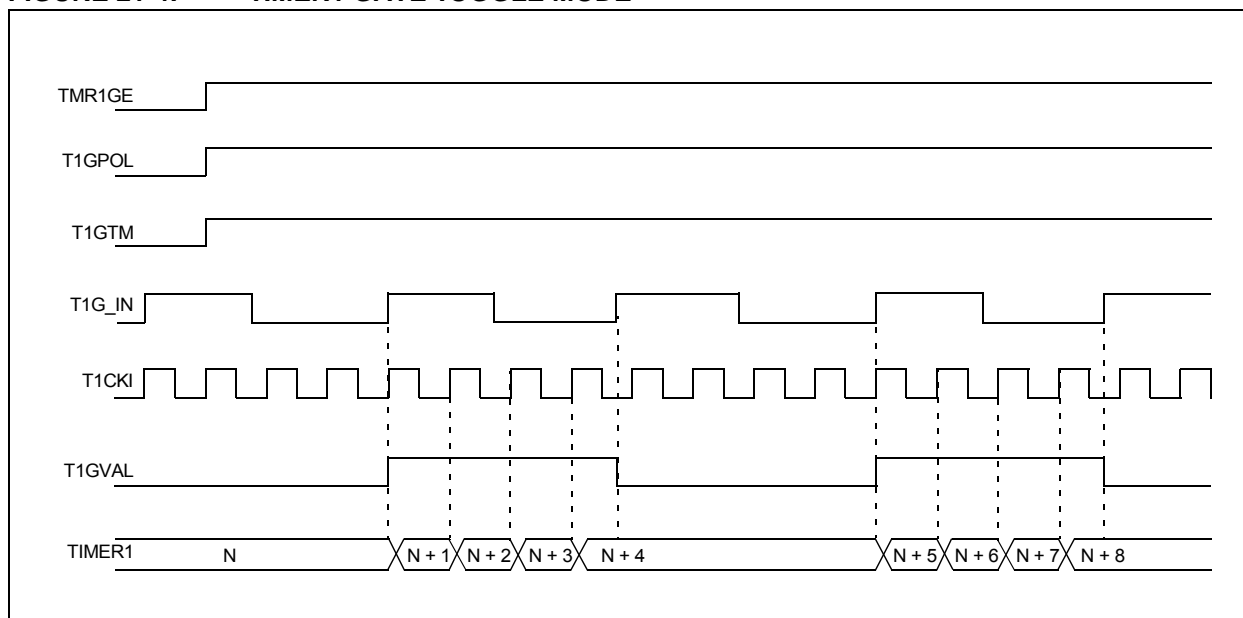 TMR1GE
T1GPOL
T1GTM
T1G_IN
T1CKI
T1GVAL
TIMER1 N N + 1 N + 2 N + 3 N + 4 N + 5 N + 6 N + 7 N + 8